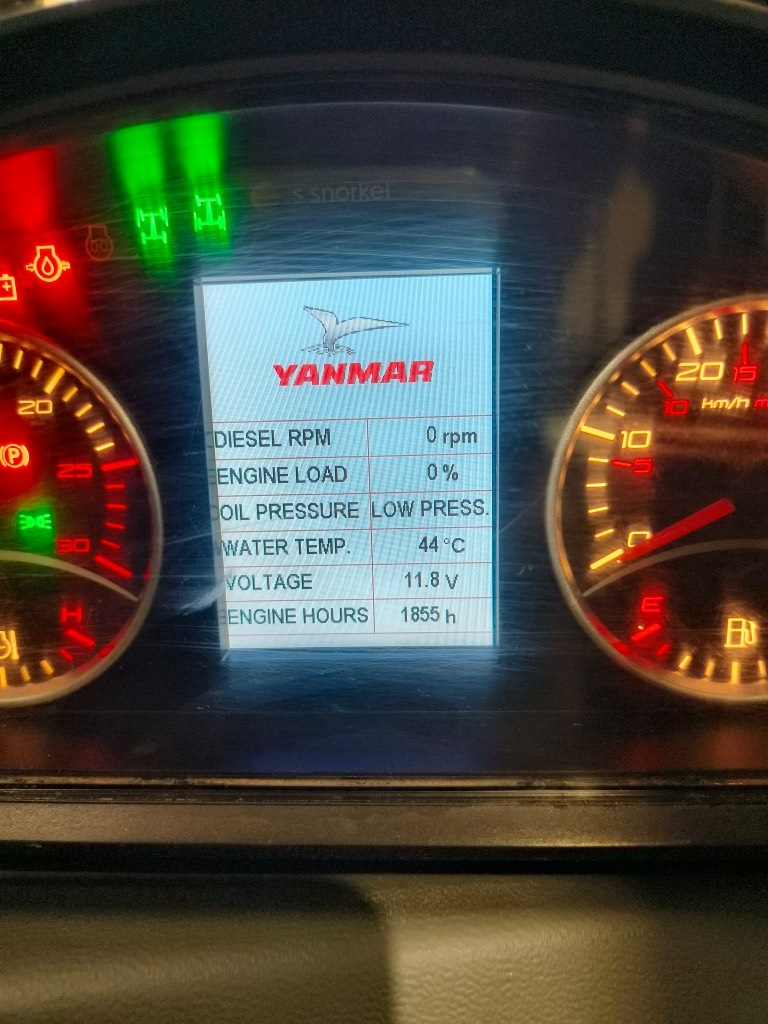 s snorkel
YANMAR
DIESEL RPM 0 rpm
ENGINE LOAD 0 %
OIL PRESSURE LOW PRESS.
WATER TEMP. 44 °C
VOLTAGE 11.8 V
ENGINE HOURS 1855 h
20
25
30
P
H
20
15
10
km/h
10
5
0
E